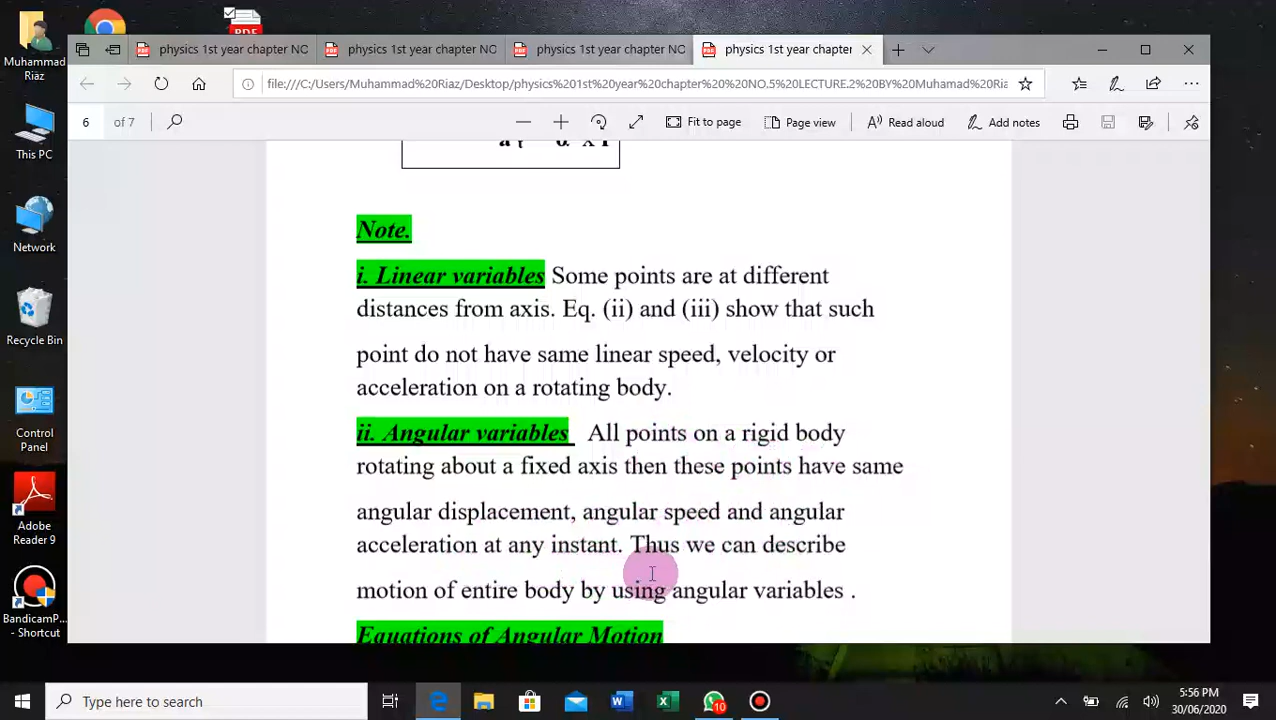 PDF
Muhammad
Riaz
physics 1st year chapter NO
physics 1st year chapter NO
physics 1st year chapter NO
physics 1st year chapter
file:///C:/Users/Muhammad%20Riaz/Desktop/physics%201st%20year%20chapter%20%20NO.5%20LECTURE.2%20BY%20Muhamad%20Ria
6 of 7
Fit to page
Page view
Read aloud
Add notes
This PC
Network
Recycle Bin
Control
Panel
Adobe
Reader 9
BandicamP...
- Shortcut
Note.
i. Linear variables Some points are at different
distances from axis. Eq. (ii) and (iii) show that such
point do not have same linear speed, velocity or
acceleration on a rotating body.
ii. Angular variables All points on a rigid body
rotating about a fixed axis then these points have same
angular displacement, angular speed and angular
acceleration at any instant. Thus we can describe
motion of entire body by using angular variables .
Equations of Angular Motion
Type here to search
10
5:56 PM
30/06/2020